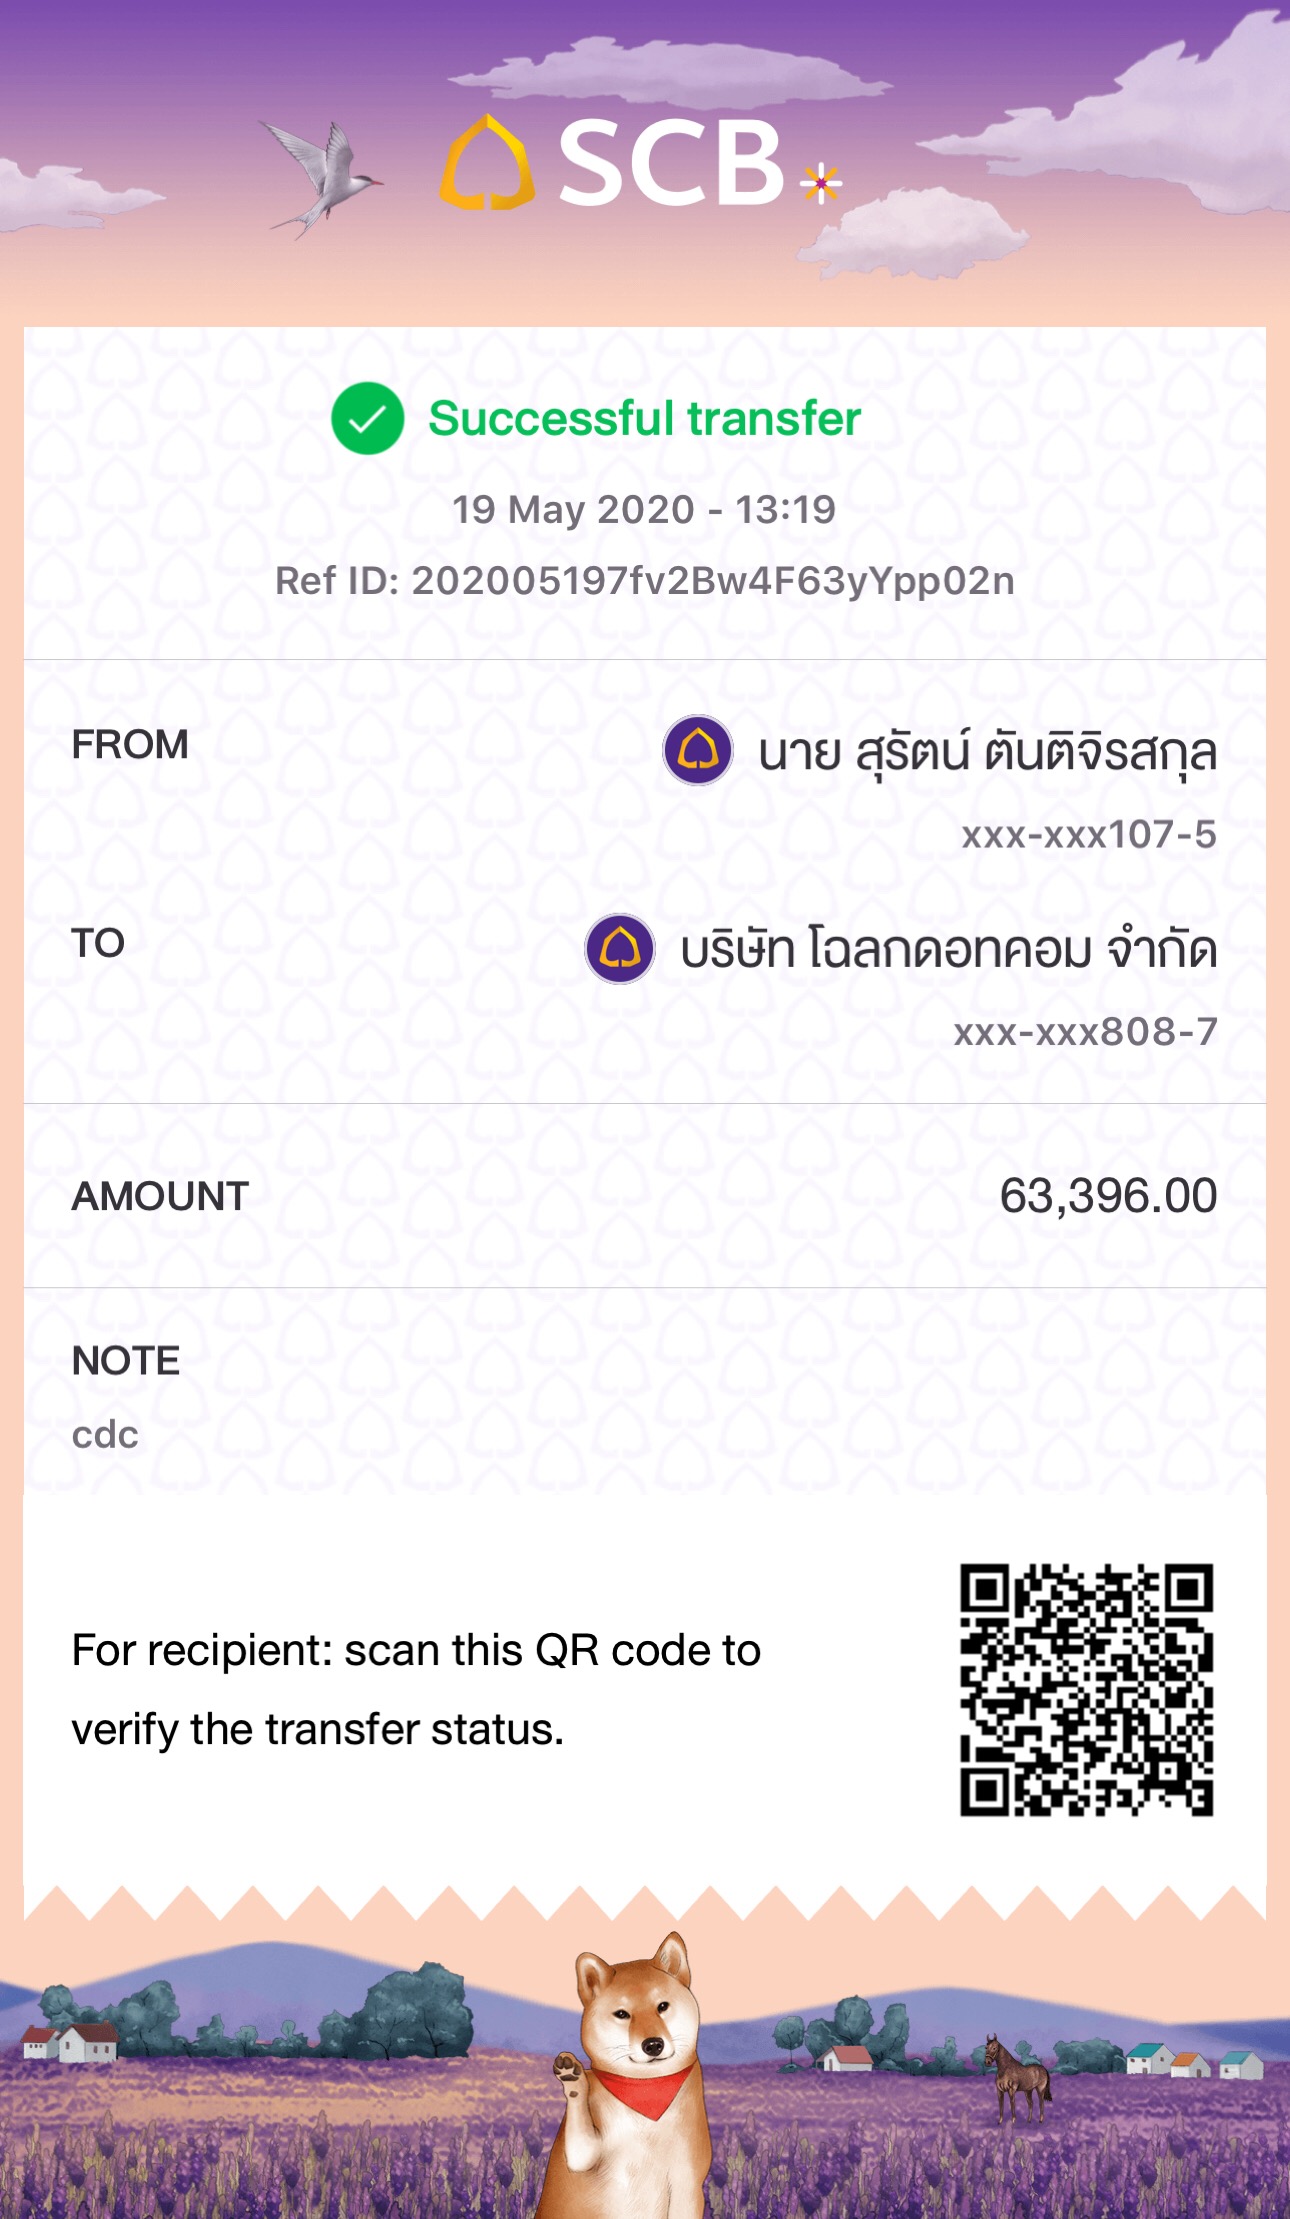 SCB
Successful transfer
19 May 2020 - 13:19
Ref ID: 202005197fv2Bw4F63yYpp02n
FROM
นาย สุรัตน์ ตันติจิรสกุล
xxx-xxx107-5
TO
บริษัท โฉลกดอทคอม จำกัด
xxx-xxx808-7
AMOUNT
63,396.00
NOTE
cdc
For recipient: scan this QR code to
verify the transfer status.